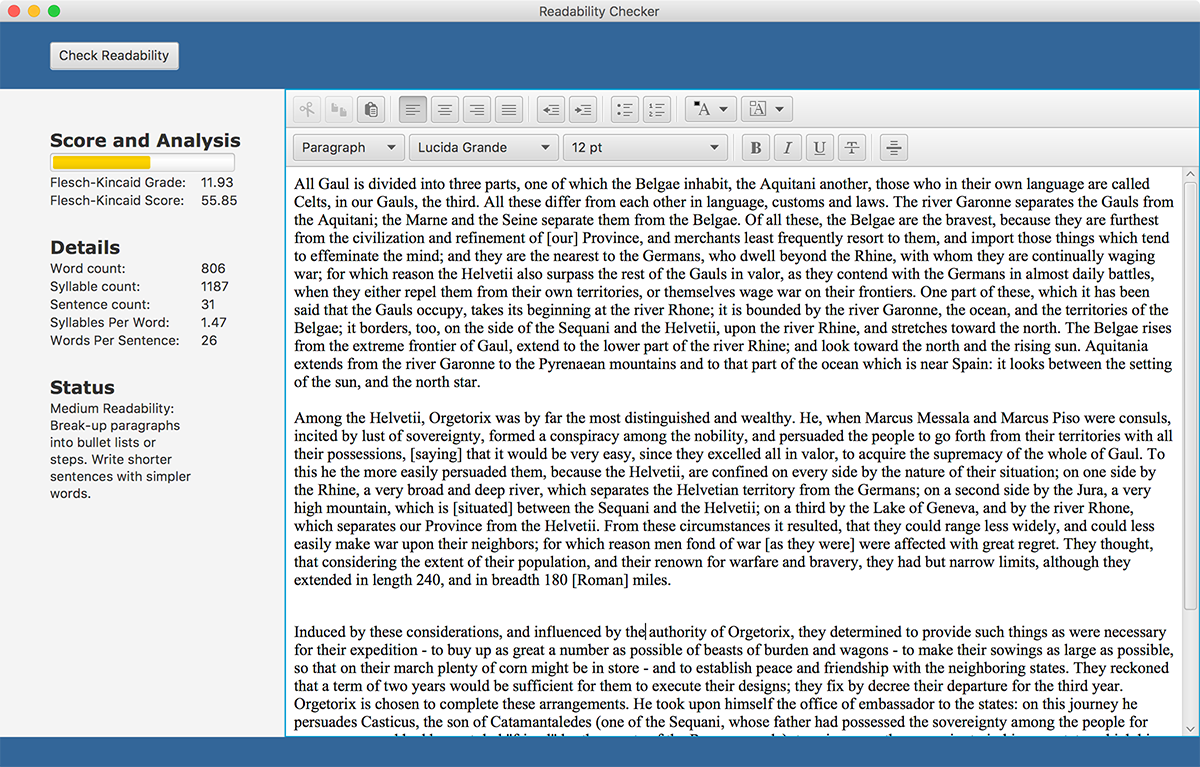 Readability Checker
Check Readability
Score and Analysis
Flesch-Kincaid Grade: 11.93
Flesch-Kincaid Score: 55.85
Details
Word count: 806
Syllable count: 1187
Sentence count: 31
Syllables Per Word: 1.47
Words Per Sentence: 26
Status
Medium Readability:
Break-up paragraphs
into bullet lists or
steps. Write shorter
sentences with simpler
words.
A A
Paragraph Lucida Grande 12 pt B I U T
All Gaul is divided into three parts, one of which the Belgae inhabit, the Aquitani another, those who in their own language are called
Celts, in our Gauls, the third. All these differ from each other in language, customs and laws. The river Garonne separates the Gauls from
the Aquitani; the Marne and the Seine separate them from the Belgae. Of all these, the Belgae are the bravest, because they are furthest
from the civilization and refinement of [our] Province, and merchants least frequently resort to them, and import those things which tend
to effeminate the mind; and they are the nearest to the Germans, who dwell beyond the Rhine, with whom they are continually waging
war; for which reason the Helvetii also surpass the rest of the Gauls in valor, as they contend with the Germans in almost daily battles,
when they either repel them from their own territories, or themselves wage war on their frontiers. One part of these, which it has been
said that the Gauls occupy, takes its beginning at the river Rhone; it is bounded by the river Garonne, the ocean, and the territories of the
Belgae; it borders, too, on the side of the Sequani and the Helvetii, upon the river Rhine, and stretches toward the north. The Belgae rises
from the extreme frontier of Gaul, extend to the lower part of the river Rhine; and look toward the north and the rising sun. Aquitania
extends from the river Garonne to the Pyrenaean mountains and to that part of the ocean which is near Spain: it looks between the setting
of the sun, and the north star.
Among the Helvetii, Orgetorix was by far the most distinguished and wealthy. He, when Marcus Messala and Marcus Piso were consuls,
incited by lust of sovereignty, formed a conspiracy among the nobility, and persuaded the people to go forth from their territories with all
their possessions, [saying] that it would be very easy, since they excelled all in valor, to acquire the supremacy of the whole of Gaul. To
this he the more easily persuaded them, because the Helvetii, are confined on every side by the nature of their situation; on one side by
the Rhine, a very broad and deep river, which separates the Helvetian territory from the Germans; on a second side by the Jura, a very
high mountain, which is [situated] between the Sequani and the Helvetii; on a third by the Lake of Geneva, and by the river Rhone,
which separates our Province from the Helvetii. From these circumstances it resulted, that they could range less widely, and could less
easily make war upon their neighbors; for which reason men fond of war [as they were] were affected with great regret. They thought,
that considering the extent of their population, and their renown for warfare and bravery, they had but narrow limits, although they
extended in length 240, and in breadth 180 [Roman] miles.
Induced by these considerations, and influenced by the authority of Orgetorix, they determined to provide such things as were necessary
for their expedition - to buy up as great a number as possible of beasts of burden and wagons - to make their sowings as large as possible,
so that on their march plenty of corn might be in store - and to establish peace and friendship with the neighboring states. They reckoned
that a term of two years would be sufficient for them to execute their designs; they fix by decree their departure for the third year.
Orgetorix is chosen to complete these arrangements. He took upon himself the office of embassador to the states: on this journey he
persuades Casticus, the son of Catamantaledes (one of the Sequani, whose father had possessed the sovereignty among the people for